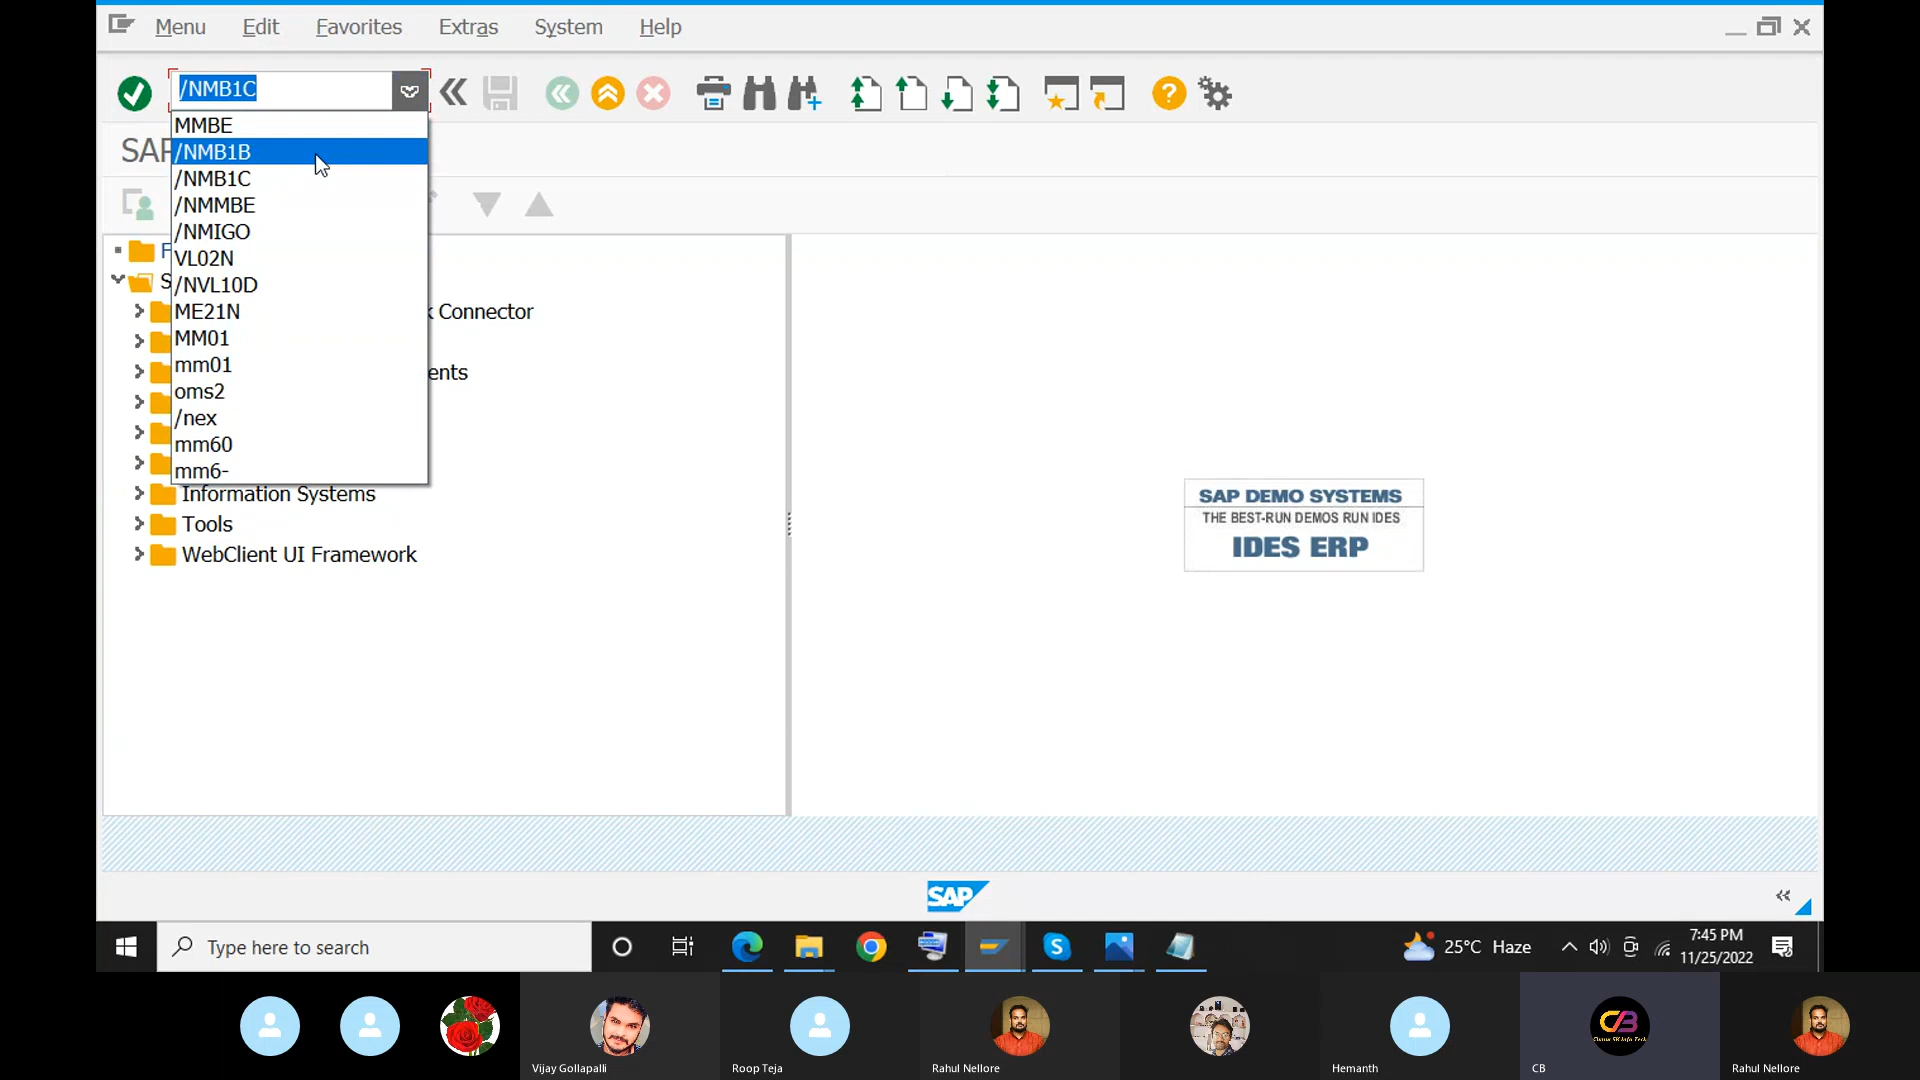 Menu Edit Favorites Extras System Help
/NMB1C
MMBE
SAP
/NMB1B
/NMB1C
/NMMBE
/NMIGO
F
VL02N
S
/NVL10D
ME21N
k Connector
MM01
mm01
ents
oms2
/nex
mm60
mm6-
Information Systems
Tools
WebClient UI Framework
SAP DEMO SYSTEMS
THE BEST-RUN DEMOS RUN IDES
IDES ERP
SAP
Type here to search
25°C Haze
7:45 PM
11/25/2022
CB
Vijay Gollapalli
Roop Teja
Rahul Nellore
Hemanth
CB
Rahul Nellore